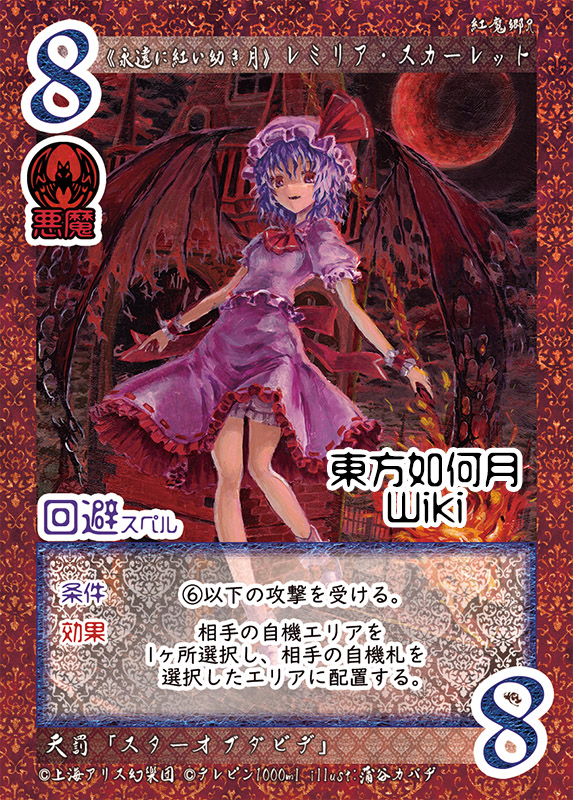 8
紅魔郷R
《永遠に紅い幼き月》レミリア・スカーレット
悪魔
東方如何月
Wiki
回避スペル
条件
⑥以下の攻撃を受ける。
効果
相手の自機エリアを
1ヶ所選択し、相手の自機札を
選択したエリアに配置する。
8
天罰「スターオブダビデ」
©上海アリス幻樂団 ©テレピン1000ml illust:蒲谷カバヂ